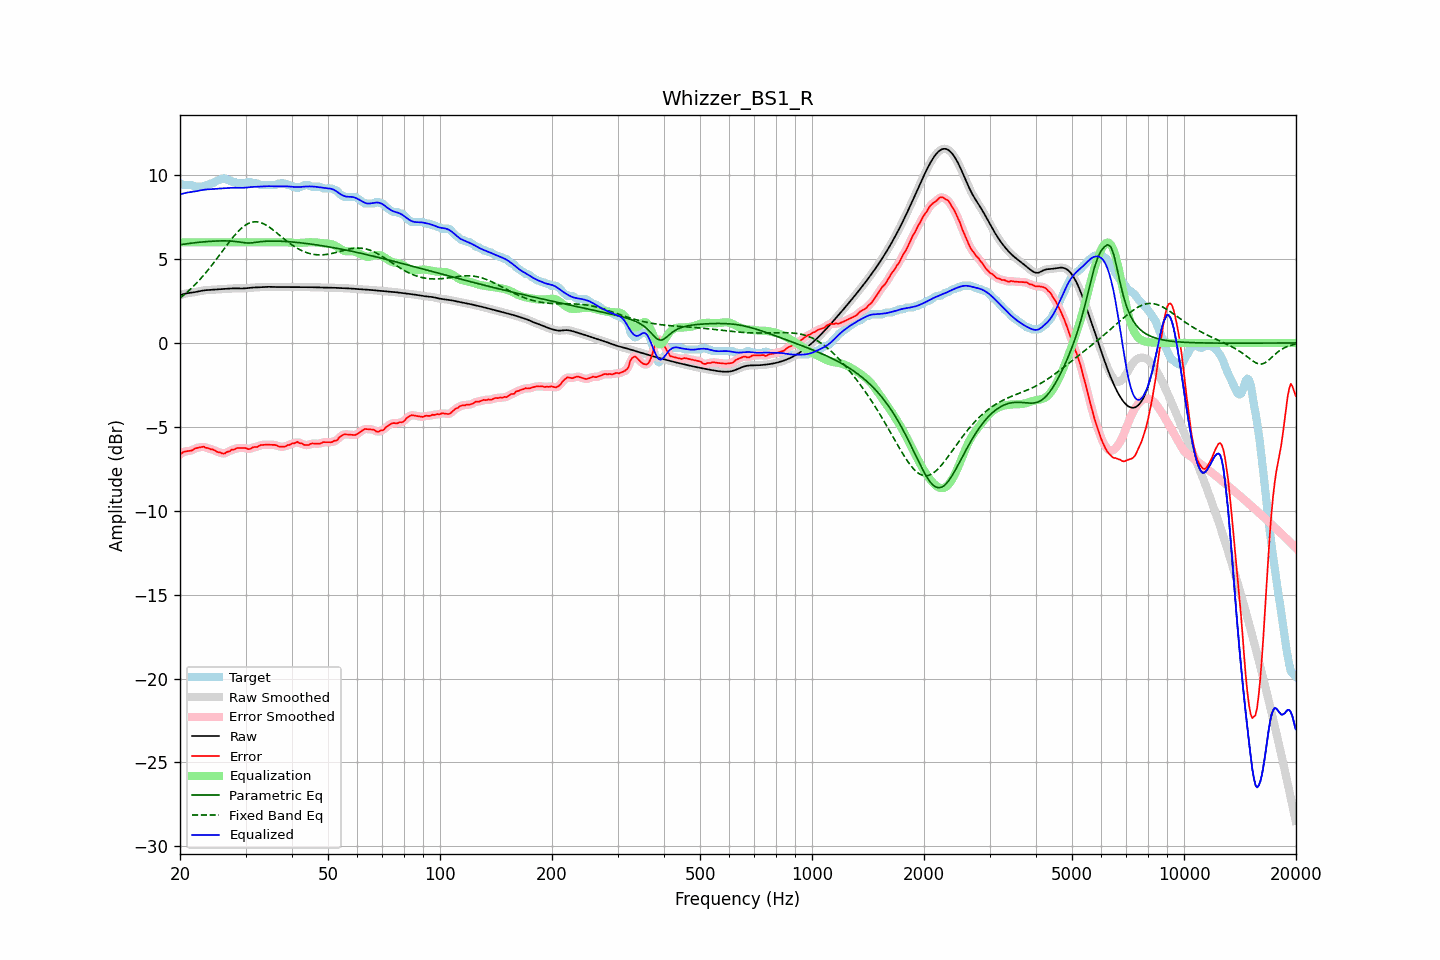 Whizzer_BS1_R
Amplitude (dBr)
10
5
0
−5
−10
−15
−20
−25
−30
Target
Raw Smoothed
Error Smoothed
Raw
Error
Equalization
Parametric Eq
Fixed Band Eq
Equalized
20
50
100
200
500
1000
2000
5000
10000
20000
Frequency (Hz)